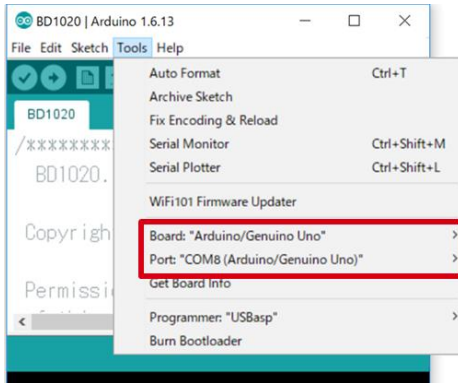 BD1020 | Arduino 1.6.13
File Edit Sketch Tools Help
BD1020
/********
BD1020.
Copyrigh
Permissi
Auto Format Ctrl+T
Archive Sketch
Fix Encoding & Reload
Serial Monitor Ctrl+Shift+M
Serial Plotter Ctrl+Shift+L
WiFi101 Firmware Updater
Board: "Arduino/Genuino Uno"
Port: "COM8 (Arduino/Genuino Uno)"
Get Board Info
Programmer: "USBasp"
Burn Bootloader